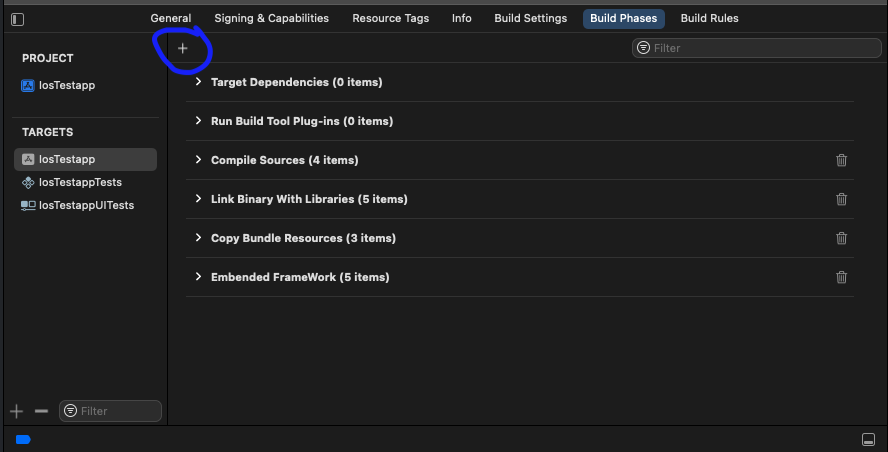 General Signing & Capabilities Resource Tags Info Build Settings Build Phases Build Rules
PROJECT
IosTestapp
TARGETS
IosTestapp
IosTestappTests
IosTestappUITests
Filter
Filter
Target Dependencies (0 items)
Run Build Tool Plug-ins (0 items)
Compile Sources (4 items)
Link Binary With Libraries (5 items)
Copy Bundle Resources (3 items)
Embended FrameWork (5 items)